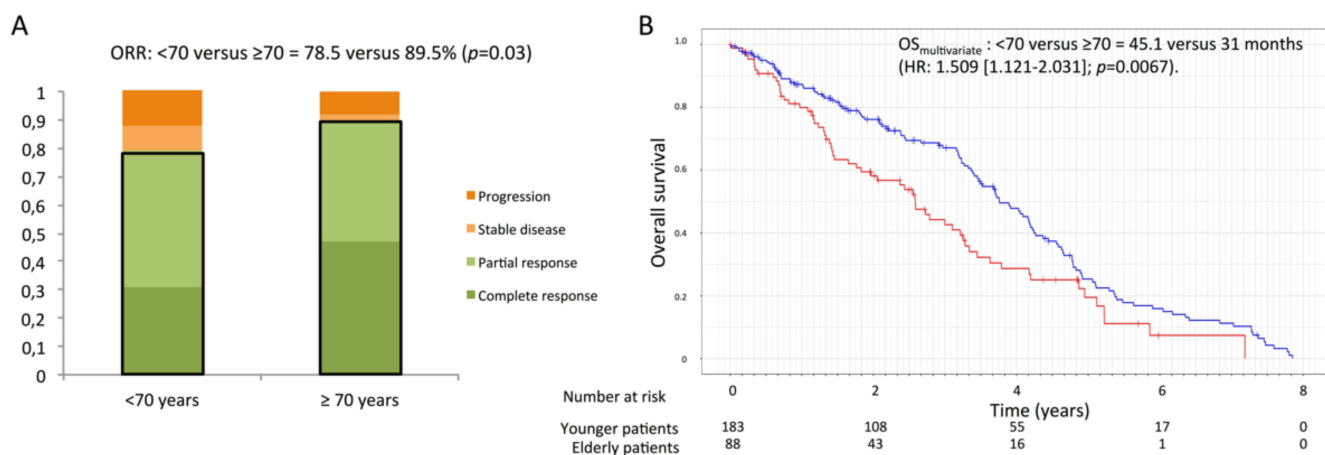 A
ORR: <70 versus ≥70 = 78.5 versus 89.5% (p=0.03)
1
0,9
0,8
0,7
0,6
0,5
0,4
0,3
0,2
0,1
0
<70 years
≥ 70 years
Progression
Stable disease
Partial response
Complete response
B
OSmultivariate : <70 versus ≥70 = 45.1 versus 31 months
(HR: 1.509 [1.121-2.031]; p=0.0067).
Overall survival
1.0
0.8
0.6
0.4
0.2
0
0 2 4 6 8
Time (years)
Number at risk
Younger patients 183 108 55 17 0
Elderly patients 88 43 16 1 0